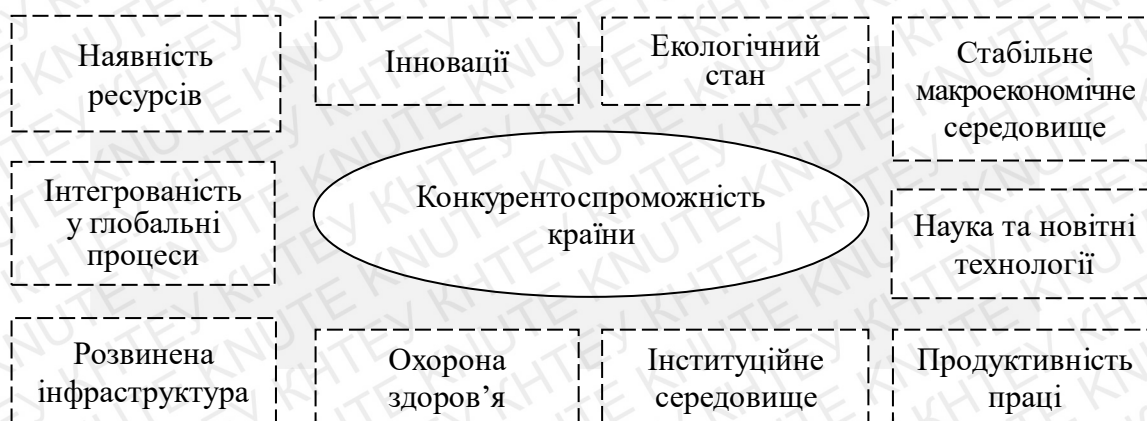 Наявність
ресурсів
Інновації
Екологічний
стан
Стабільне
макроекономічне
середовище
Інтегрованість
у глобальні
процеси
Конкурентоспроможність
країни
Наука та новітні
технології
Розвинена
інфраструктура
Охорона
здоров’я
Інституційне
середовище
Продуктивність
праці